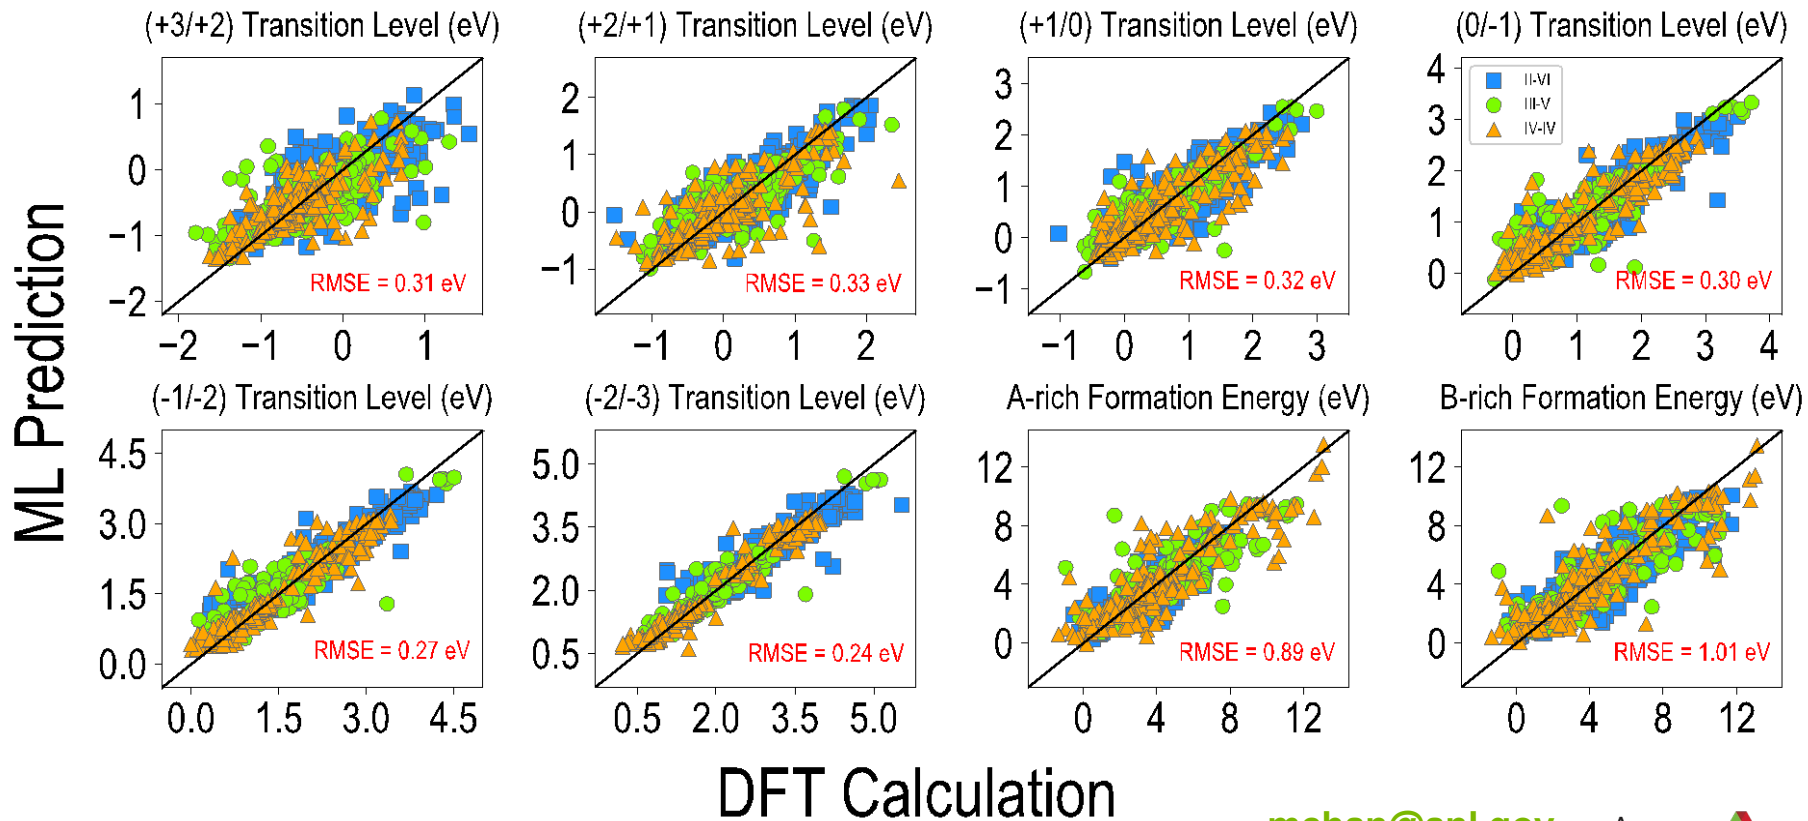 (+3/+2) Transition Level (eV)
(+2/+1) Transition Level (eV)
(+1/0) Transition Level (eV)
(0/-1) Transition Level (eV)
1
0
−1
−2
−2 −1 0 1
RMSE = 0.31 eV
2
1
0
−1
−1 0 1 2
RMSE = 0.33 eV
3
2
1
0
−1
−1 0 1 2 3
RMSE = 0.32 eV
4
3
2
1
0
0 1 2 3 4
II-VI
III-V
IV-IV
RMSE = 0.30 eV
ML Prediction
(-1/-2) Transition Level (eV)
(-2/-3) Transition Level (eV)
A-rich Formation Energy (eV)
B-rich Formation Energy (eV)
4.5
3.0
1.5
0.0
0.0 1.5 3.0 4.5
RMSE = 0.27 eV
5.0
3.5
2.0
0.5
0.5 2.0 3.5 5.0
RMSE = 0.24 eV
12
8
4
0
0 4 8 12
RMSE = 0.89 eV
12
8
4
0
0 4 8 12
RMSE = 1.01 eV
DFT Calculation